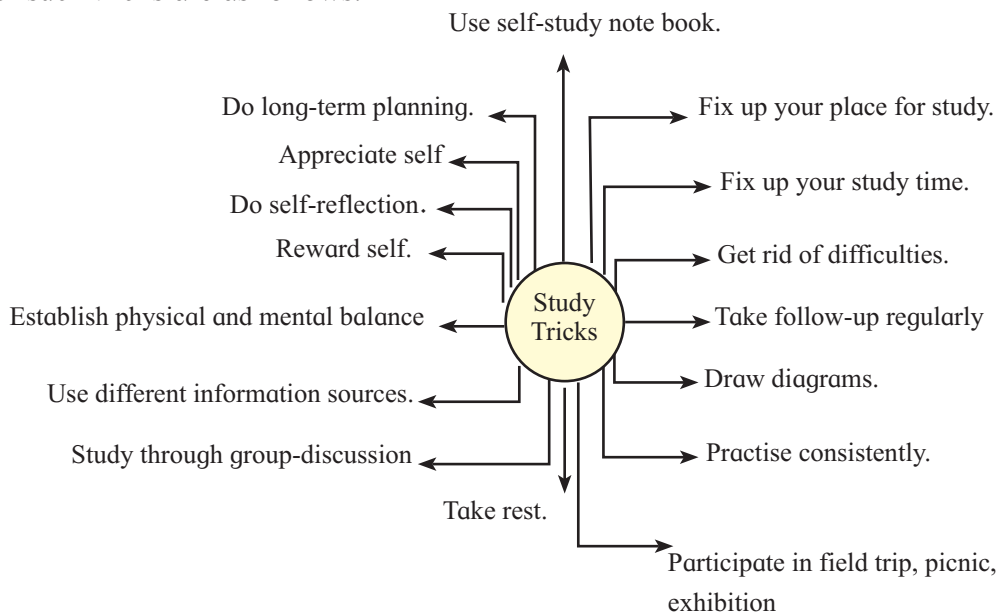 Use self-study note book.
Do long-term planning.
Fix up your place for study.
Appreciate self
Fix up your study time.
Do self-reflection.
Reward self.
Get rid of difficulties.
Study
Tricks
Establish physical and mental balance
Take follow-up regularly
Draw diagrams.
Use different information sources.
Study through group-discussion
Practise consistently.
Take rest.
Participate in field trip, picnic,
exhibition